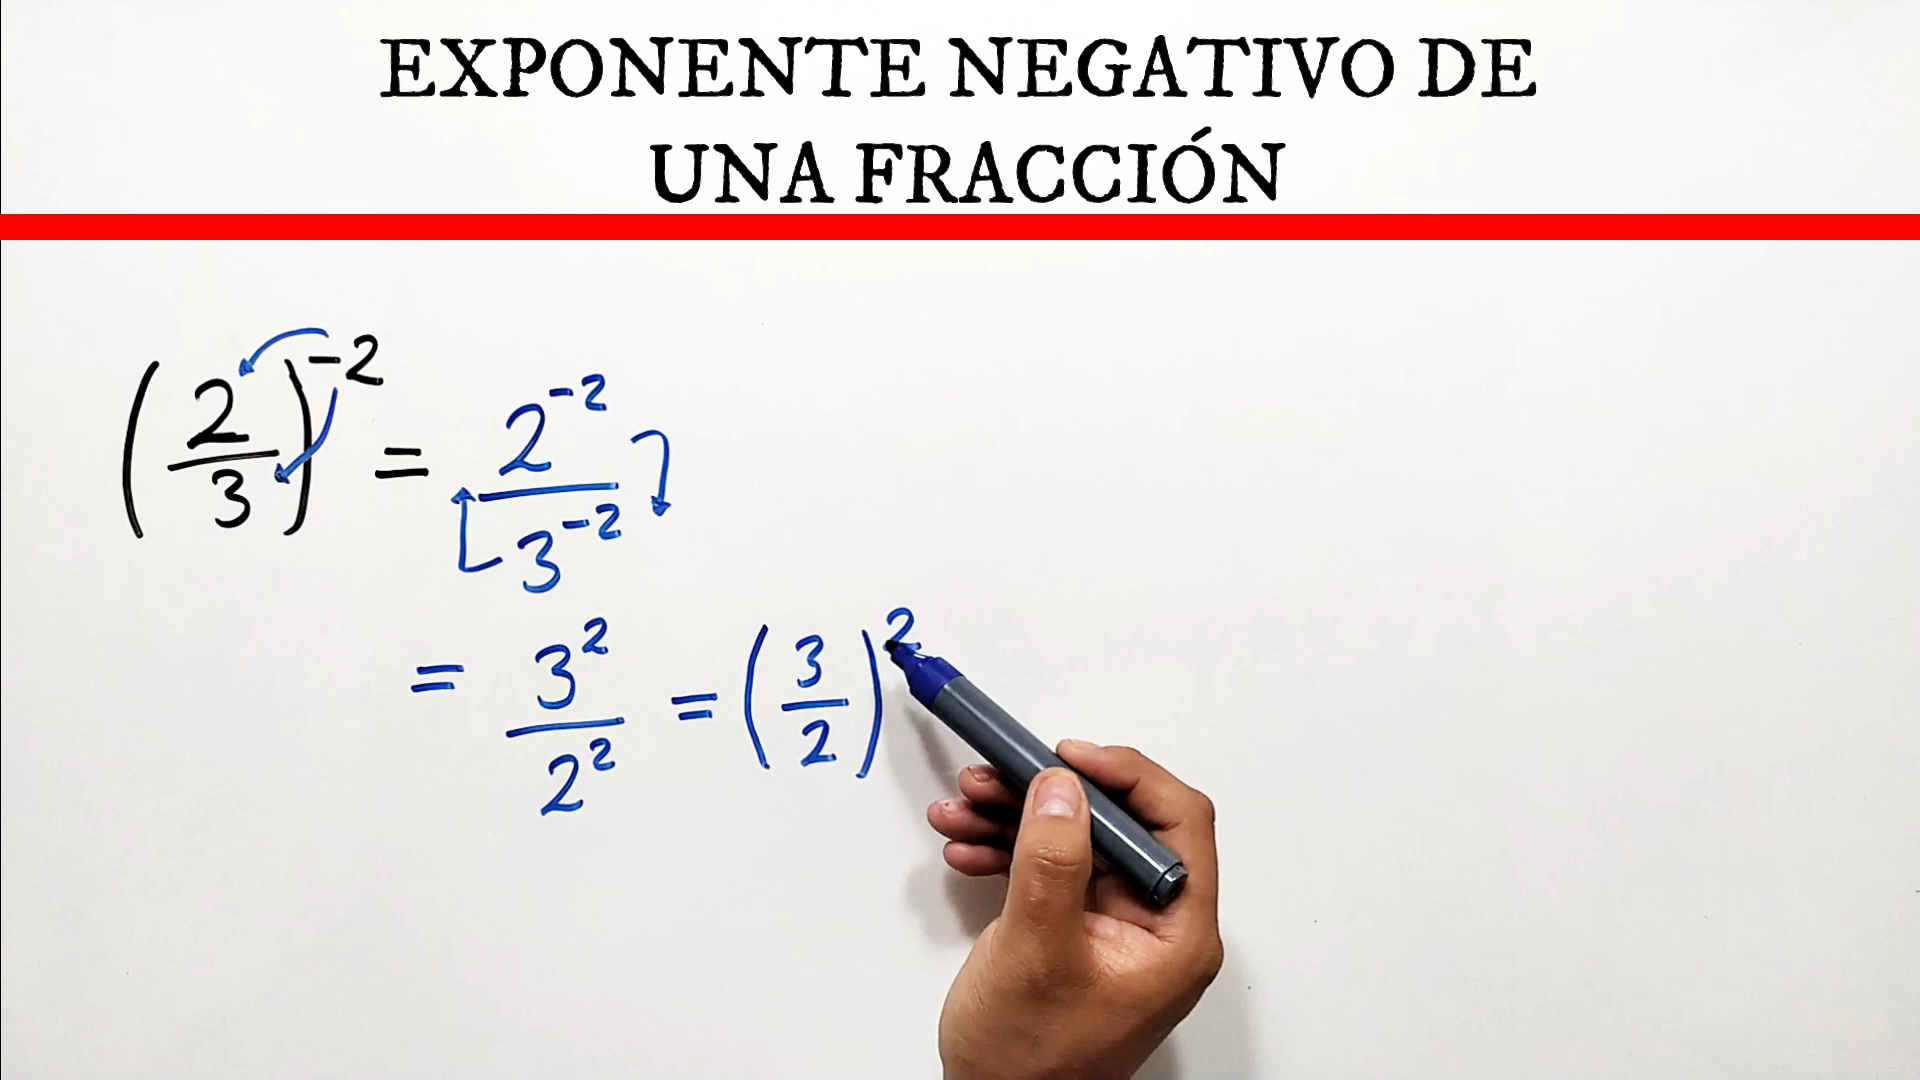 EXPONENTE NEGATIVO DE
UNA FRACCIÓN
(2/3)^-2 = 2^-2/3^-2
= 3^2/2^2 = (3/2)^2